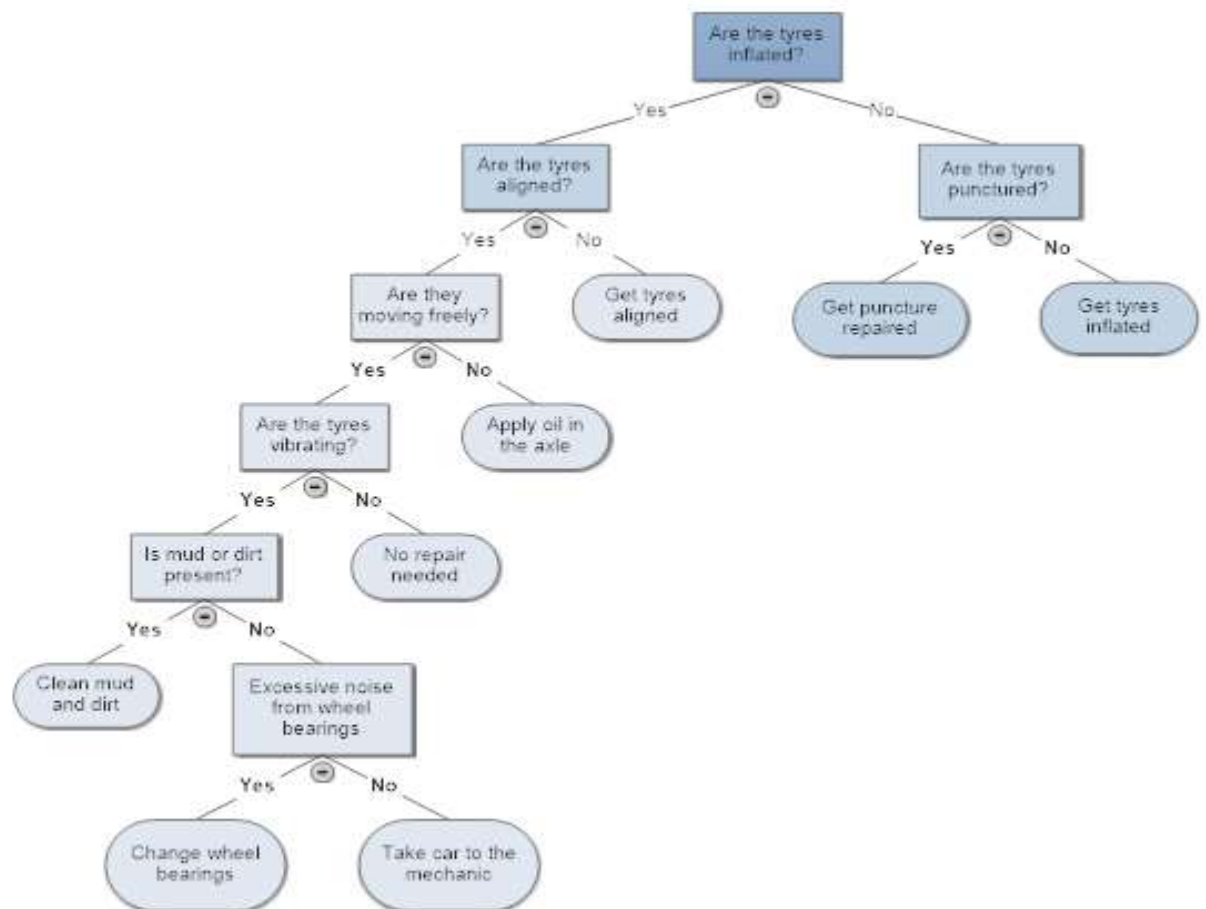 Are the tyres
inflated?
Yes
No
Are the tyres
aligned?
Are the tyres
punctured?
Yes
No
Yes
No
Are they
moving freely?
Get tyres
aligned
Get puncture
repaired
Get tyres
inflated
Yes
No
Are the tyres
vibrating?
Apply oil in
the axle
Yes
No
Is mud or dirt
present?
No repair
needed
Yes
No
Clean mud
and dirt
Excessive noise
from wheel
bearings
Yes
No
Change wheel
bearings
Take car to the
mechanic